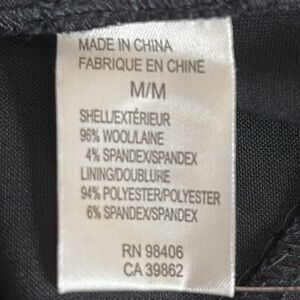 MADE IN CHINA
FABRIQUE EN CHINE
M/M
SHELL/EXTÉRIEUR
96% WOOL/LAINE
4% SPANDEX/SPANDEX
LINING/DOUBLURE
94% POLYESTER/POLYESTER
6% SPANDEX/SPANDEX
RN 98406
CA 39862